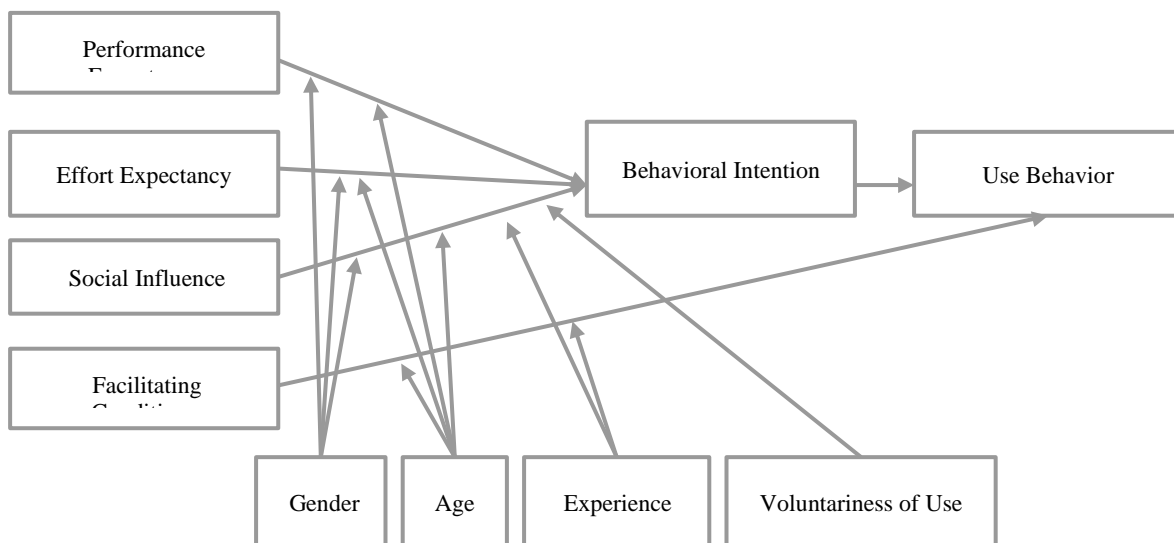 Performance
Effort Expectancy
Social Influence
Facilitating
Behavioral Intention
Use Behavior
Gender
Age
Experience
Voluntariness of Use